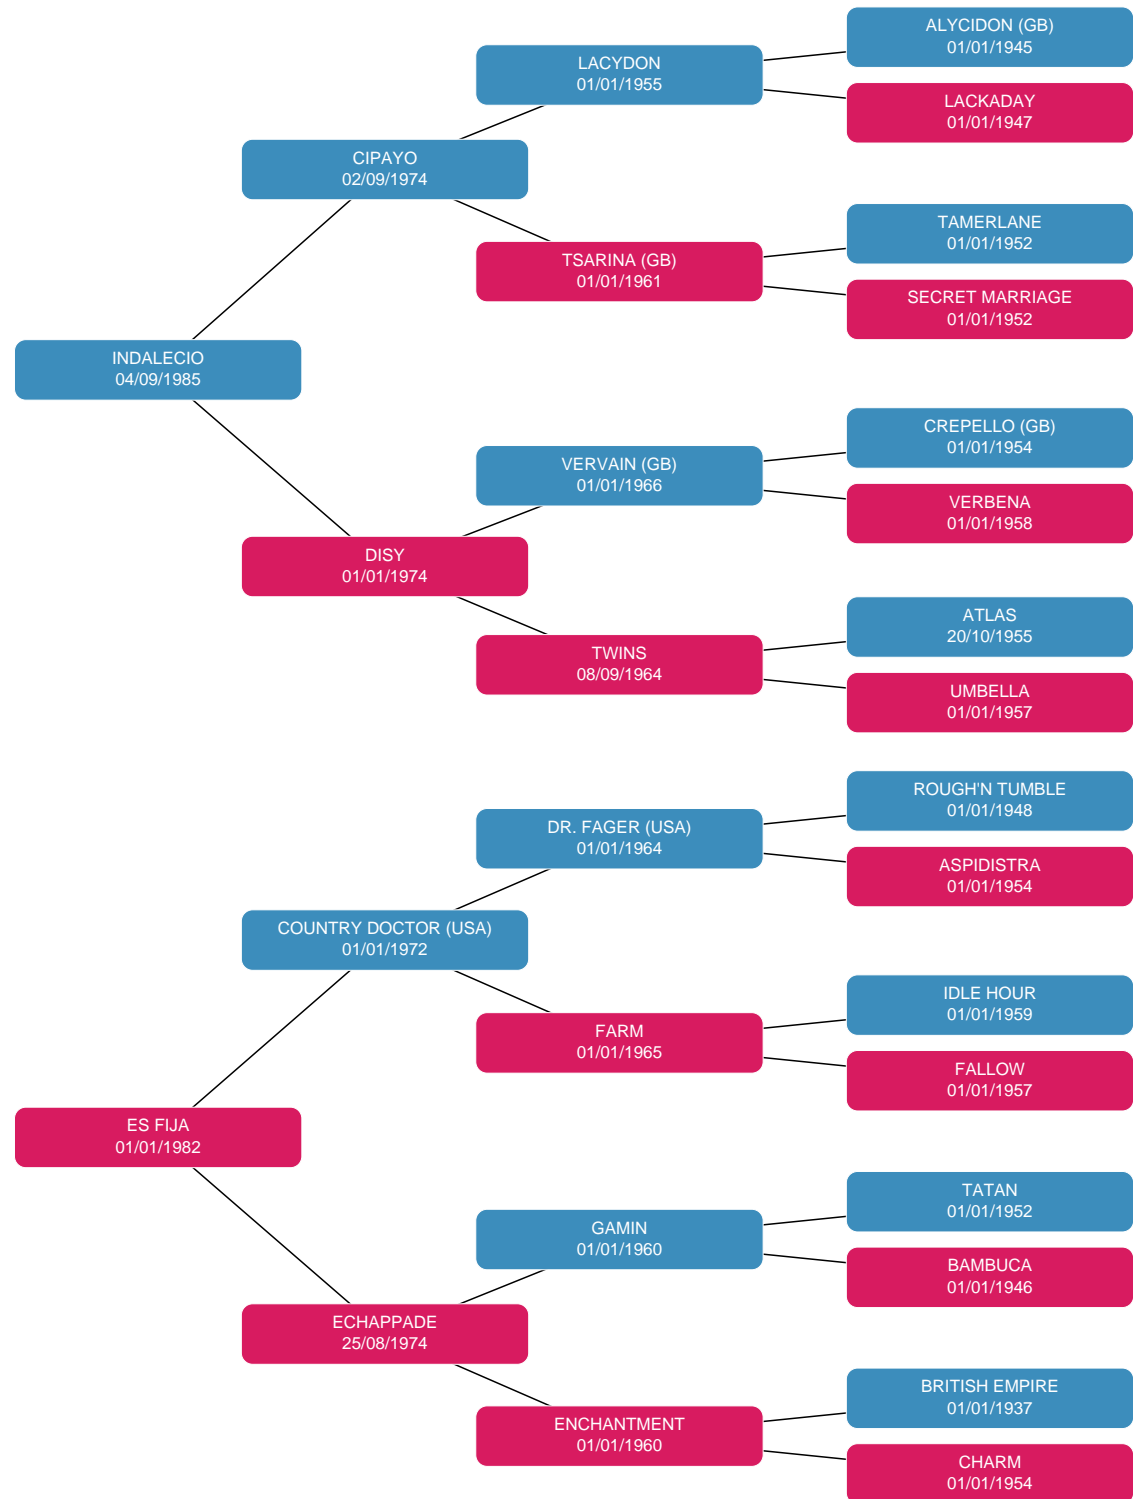 ALYCIDON (GB)
01/01/1945
LACYDON
01/01/1955
LACKADAY
01/01/1947
CIPAYO
02/09/1974
TAMERLANE
01/01/1952
TSARINA (GB)
01/01/1961
SECRET MARRIAGE
01/01/1952
INDALECIO
04/09/1985
CREPELLO (GB)
01/01/1954
VERVAIN (GB)
01/01/1966
VERBENA
01/01/1958
DISY
01/01/1974
ATLAS
20/10/1955
TWINS
08/09/1964
UMBELLA
01/01/1957
ROUGH'N TUMBLE
01/01/1948
DR. FAGER (USA)
01/01/1964
ASPIDISTRA
01/01/1954
COUNTRY DOCTOR (USA)
01/01/1972
IDLE HOUR
01/01/1959
FARM
01/01/1965
FALLOW
01/01/1957
ES FIJA
01/01/1982
TATAN
01/01/1952
GAMIN
01/01/1960
BAMBUCA
01/01/1946
ECHAPPADE
25/08/1974
BRITISH EMPIRE
01/01/1937
ENCHANTMENT
01/01/1960
CHARM
01/01/1954